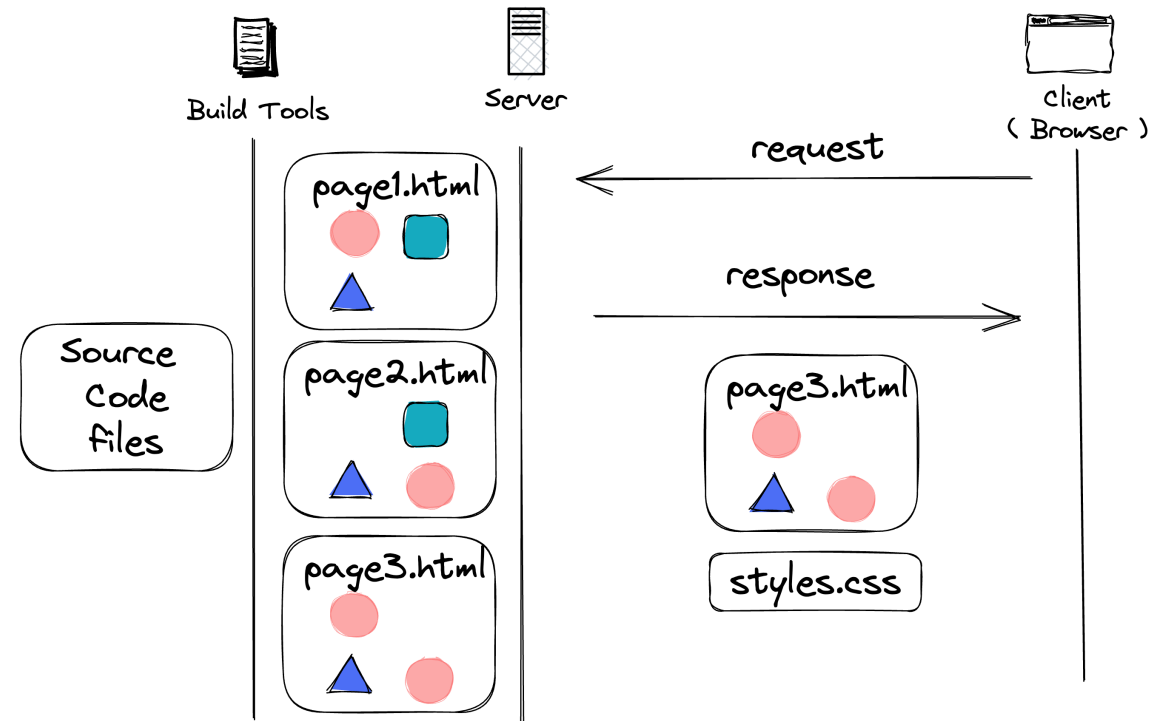 Build Tools
Server
Client
( Browser )
request
page1.html
response
Source
Code
files
page2.html
page3.html
styles.css
page3.html